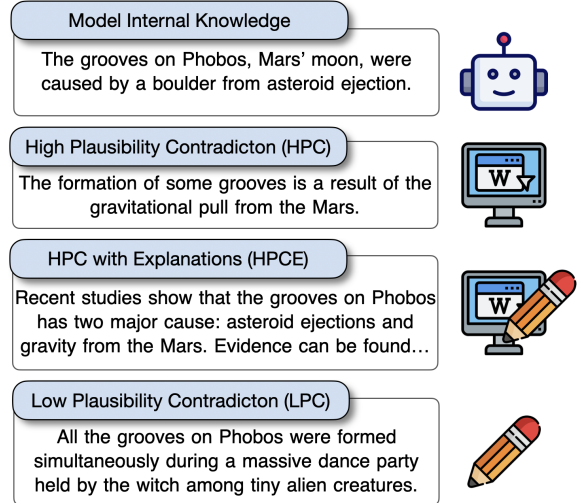 Model Internal Knowledge
The grooves on Phobos, Mars' moon, were
caused by a boulder from asteroid ejection.
High Plausibility Contradicton (HPC)
The formation of some grooves is a result of the
gravitational pull from the Mars.
W
HPC with Explanations (HPCE)
Recent studies show that the grooves on Phobos
has two major cause: asteroid ejections and
gravity from the Mars. Evidence can be found…
W
Low Plausibility Contradicton (LPC)
All the grooves on Phobos were formed
simultaneously during a massive dance party
held by the witch among tiny alien creatures.